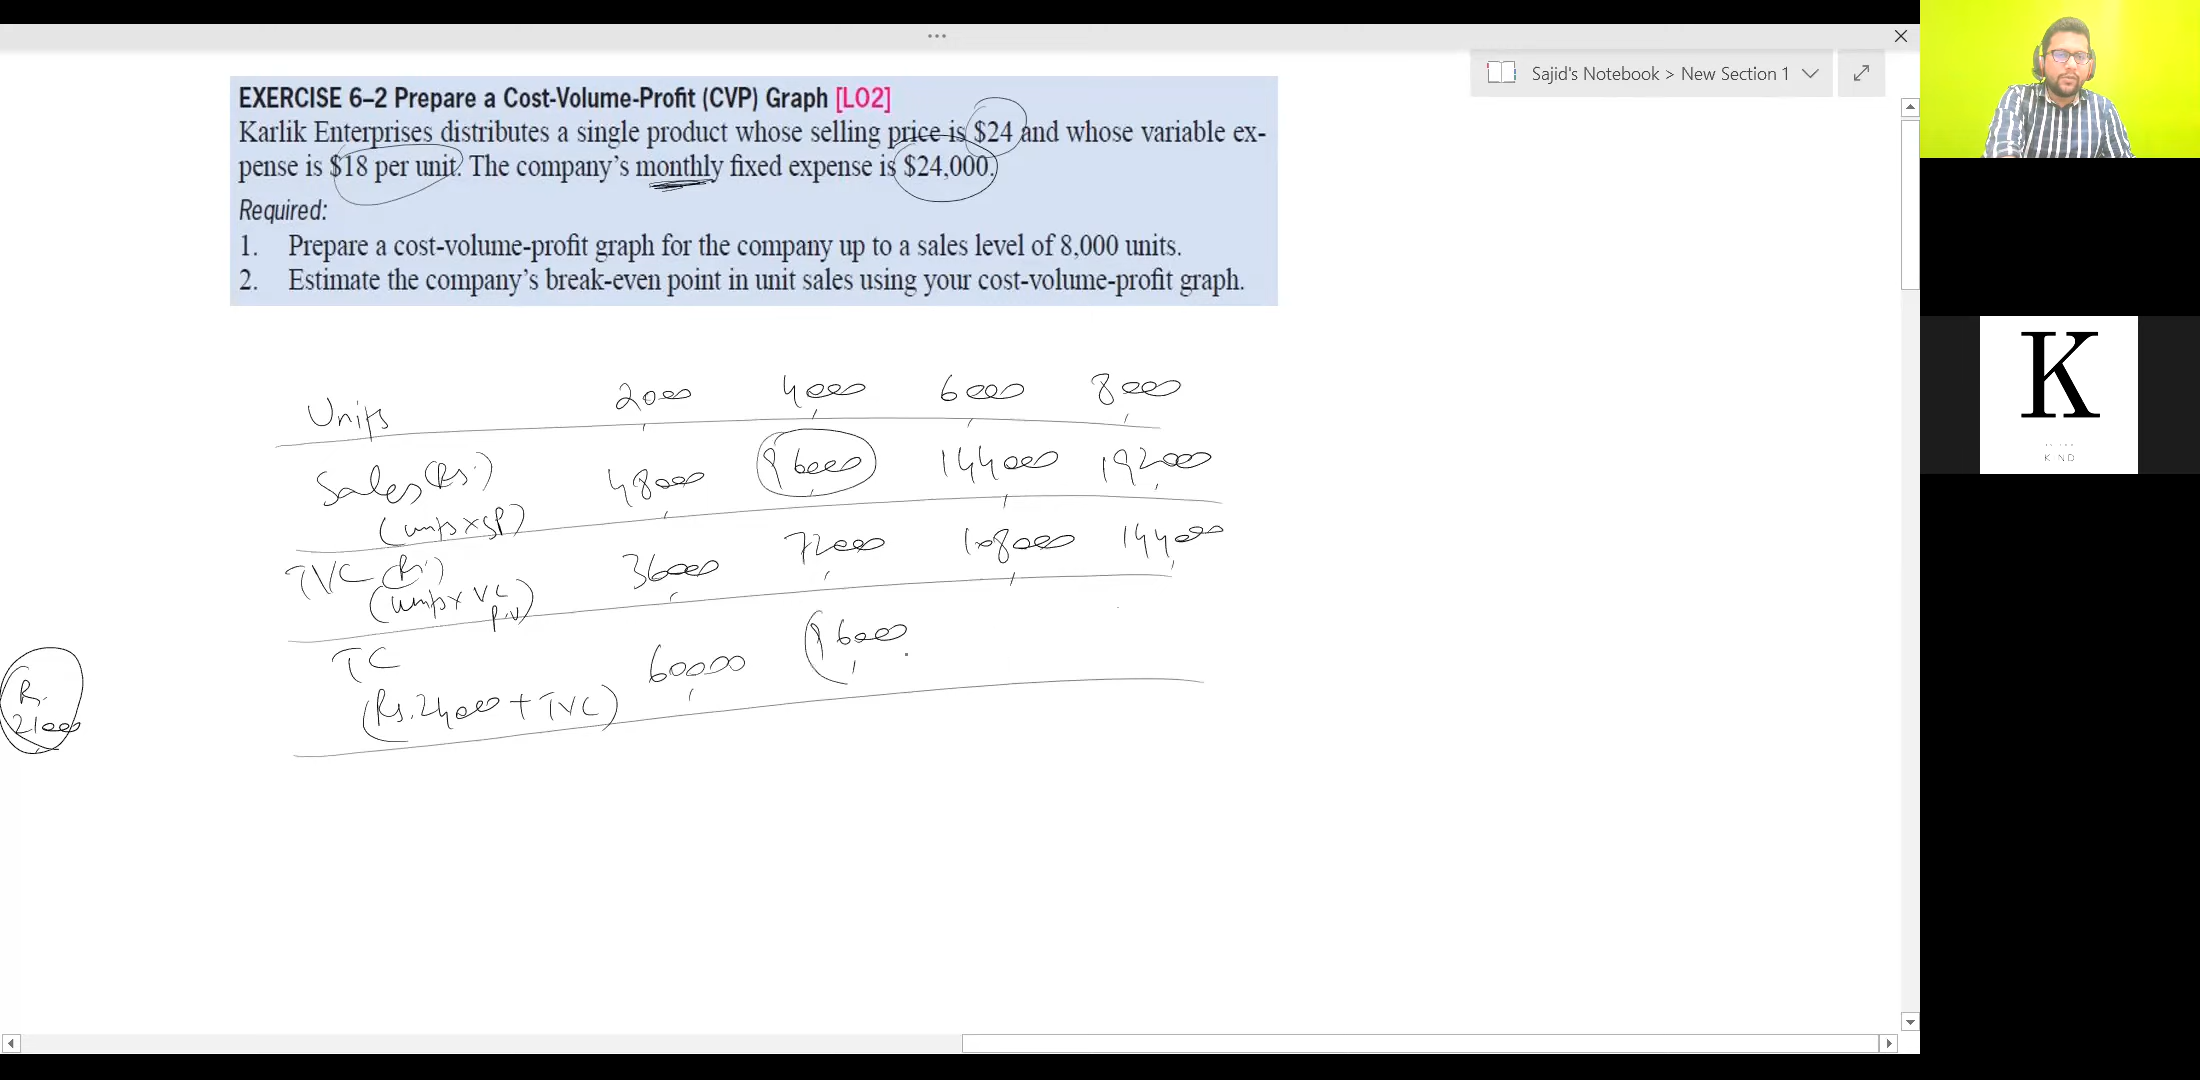 Sajid's Notebook > New Section 1
EXERCISE 6–2 Prepare a Cost-Volume-Profit (CVP) Graph [LO2]
Karlik Enterprises distributes a single product whose selling price is $24 and whose variable ex-
pense is $18 per unit. The company's monthly fixed expense is $24,000.
Required:
1. Prepare a cost-volume-profit graph for the company up to a sales level of 8,000 units.
2. Estimate the company's break-even point in unit sales using your cost-volume-profit graph.
Units 2000 4000 6000 8000
Sales (Rs.) 48000 96000 144000 192000
(units x SP)
TVC (Rs.) 36000 72000 108000 144000
(units x VC
p.u)
TC 60000 96000
(Rs. 24000 + TVC)
R.
21000
K
KIND